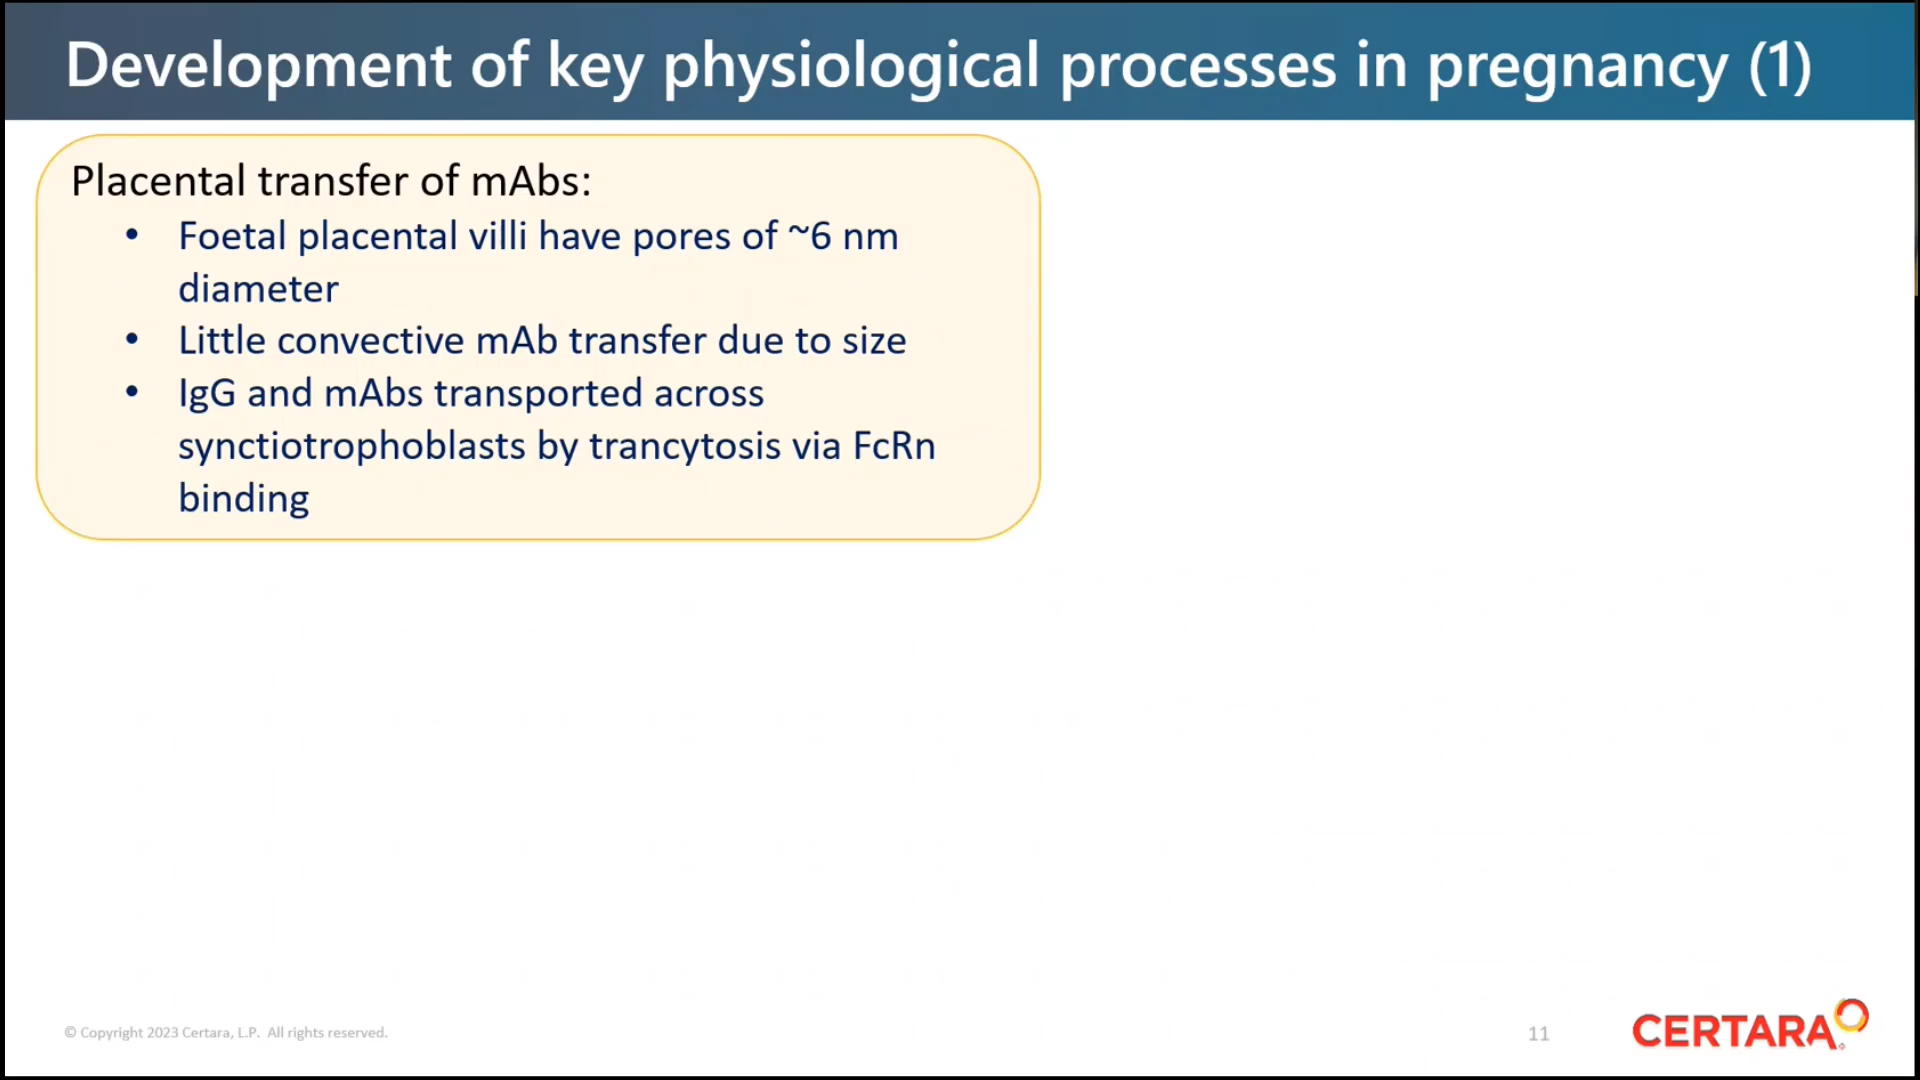 Development of key physiological processes in pregnancy (1)
Placental transfer of mAbs:
• Foetal placental villi have pores of ~6 nm
diameter
• Little convective mAb transfer due to size
• IgG and mAbs transported across
synctiotrophoblasts by trancytosis via FcRn
binding
© Copyright 2023 Certara, L.P. All rights reserved.
11
CERTARA